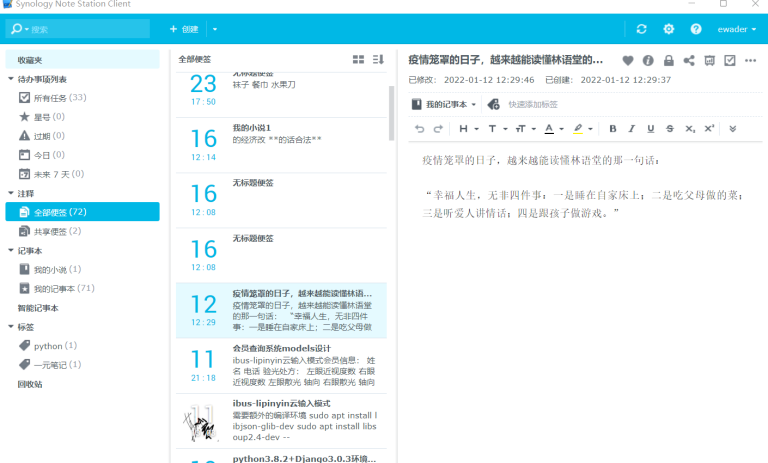 Synology Note Station Client
搜索
创建
ewader
收藏夹
待办事项列表
所有任务 (33)
星号 (0)
过期 (0)
今日 (0)
未来 7 天 (0)
注释
全部便签 (72)
共享便签 (2)
记事本
我的小说 (1)
我的记事本 (71)
智能记事本
标签
python (1)
一元笔记 (1)
回收站
全部便签
23
17:50
无标题便签
袜子 餐巾 水果刀
16
12:14
我的小说1
的经济改 **的话合法**
16
12:08
无标题便签
16
12:08
无标题便签
12
12:29
疫情笼罩的日子，越来越能读懂林语...
疫情笼罩的日子，越来越能读懂林语堂
的那一句话： “幸福人生，无非四件
事：一是睡在自家床上；二是吃父母做
11
21:18
会员查询系统models设计
ibus-lipinyin云输入模式会员信息： 姓
名 电话 验光处方： 左眼近视度数 右眼
近视度数 左眼散光 轴向 右眼散光 轴向
ibus-lipinyin云输入模式
需要额外的编译环境 sudo apt install l
ibjson-glib-dev sudo apt install libs
oup2.4-dev --
python3.8.2+Django3.0.3环境...
疫情笼罩的日子，越来越能读懂林语堂的...
已修改： 2022-01-12 12:29:46 已创建： 2022-01-12 12:29:37
我的记事本
快速添加标签
H T тT A B I U S X₂ X²
疫情笼罩的日子，越来越能读懂林语堂的那一句话：
“幸福人生，无非四件事：一是睡在自家床上；二是吃父母做的菜；
三是听爱人讲情话；四是跟孩子做游戏。”